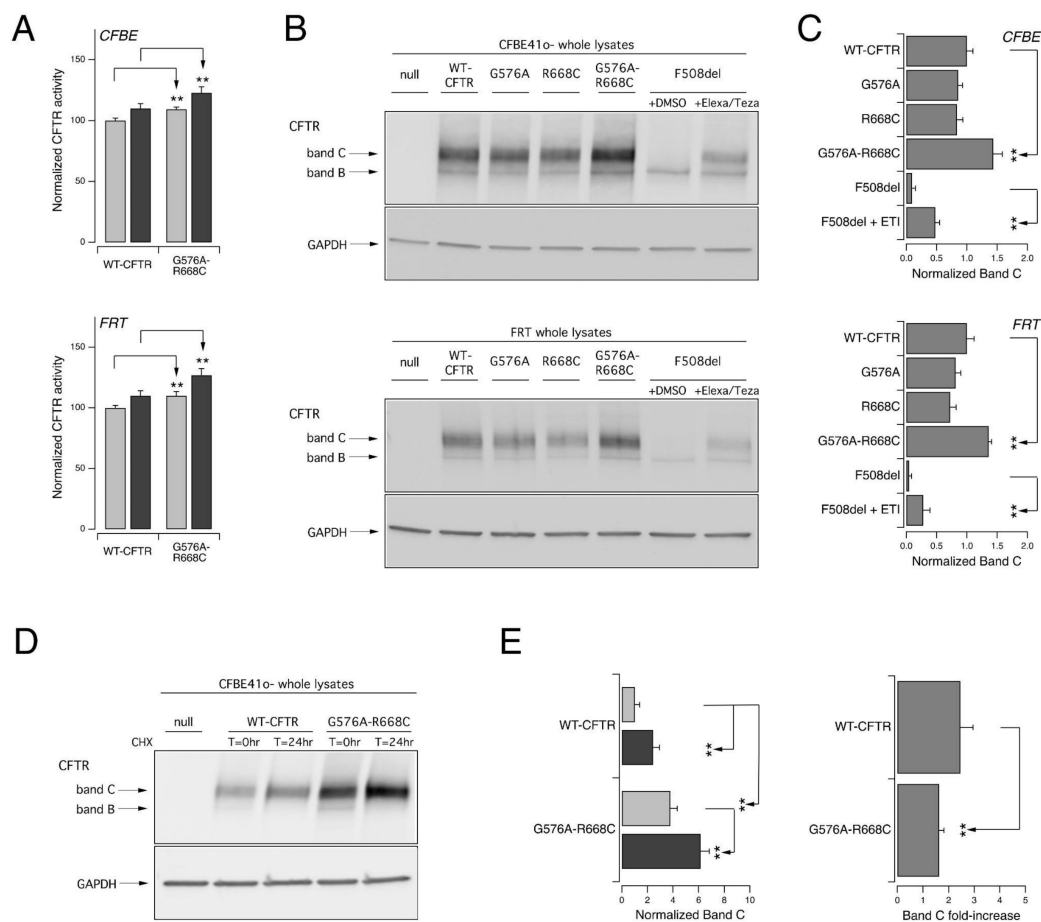 A
CFBE
Normalized CFTR activity
150
100
50
0
**
**
WT-CFTR
G576A-
R668C
FRT
Normalized CFTR activity
150
100
50
0
**
**
WT-CFTR
G576A-
R668C
B
CFBE41o- whole lysates
null
WT-
CFTR
G576A
R668C
G576A-
R668C
F508del
+DMSO
+Elexa/Teza
CFTR
band C
band B
GAPDH
FRT whole lysates
null
WT-
CFTR
G576A
R668C
G576A-
R668C
F508del
+DMSO
+Elexa/Teza
CFTR
band C
band B
GAPDH
C
CFBE
WT-CFTR
G576A
R668C
G576A-R668C
**
F508del
F508del + ETI
**
0.0 0.5 1.0 1.5 2.0
Normalized Band C
FRT
WT-CFTR
G576A
R668C
G576A-R668C
**
F508del
F508del + ETI
**
0.0 0.5 1.0 1.5 2.0
Normalized Band C
D
CFBE41o- whole lysates
null
WT-CFTR
G576A-R668C
CHX
T=0hr
T=24hr
T=0hr
T=24hr
CFTR
band C
band B
GAPDH
E
WT-CFTR
**
**
G576A-R668C
**
0 2 4 6 8 10
Normalized Band C
WT-CFTR
G576A-R668C
**
0 1 2 3 4 5
Band C fold-increase